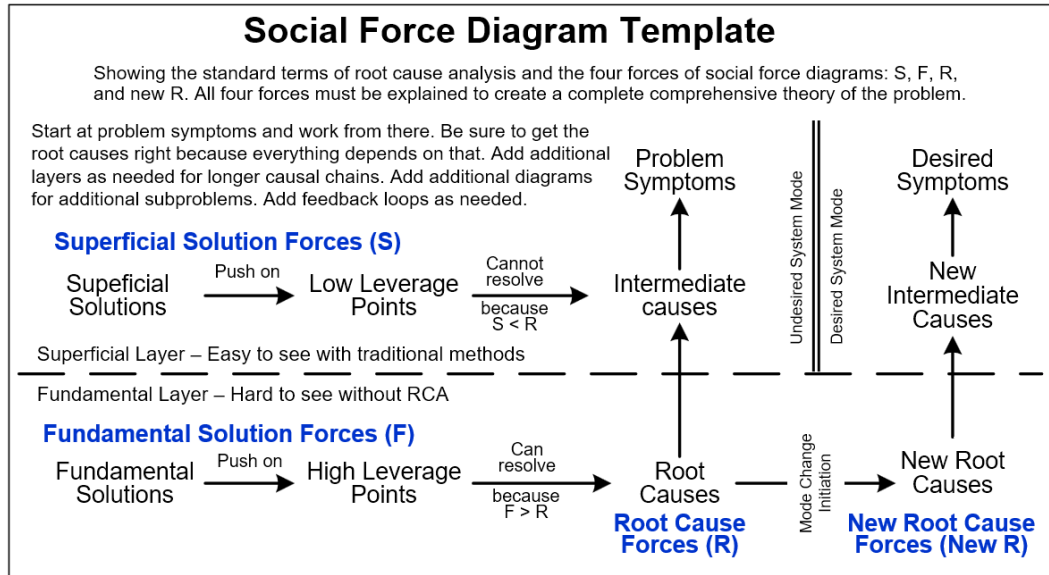 Social Force Diagram Template
Showing the standard terms of root cause analysis and the four forces of social force diagrams: S, F, R,
and new R. All four forces must be explained to create a complete comprehensive theory of the problem.
Start at problem symptoms and work from there. Be sure to get the
root causes right because everything depends on that. Add additional
layers as needed for longer causal chains. Add additional diagrams
for additional subproblems. Add feedback loops as needed.
Problem
Symptoms
Undesired System Mode
Desired System Mode
Desired
Symptoms
Superficial Solution Forces (S)
Supeficial
Solutions
Push on
Low Leverage
Points
Cannot
resolve
because
S < R
Intermediate
causes
New
Intermediate
Causes
Superficial Layer – Easy to see with traditional methods
Fundamental Layer – Hard to see without RCA
Fundamental Solution Forces (F)
Fundamental
Solutions
Push on
High Leverage
Points
Can
resolve
because
F > R
Root
Causes
Root Cause
Forces (R)
Mode Change
Initiation
New Root
Causes
New Root Cause
Forces (New R)